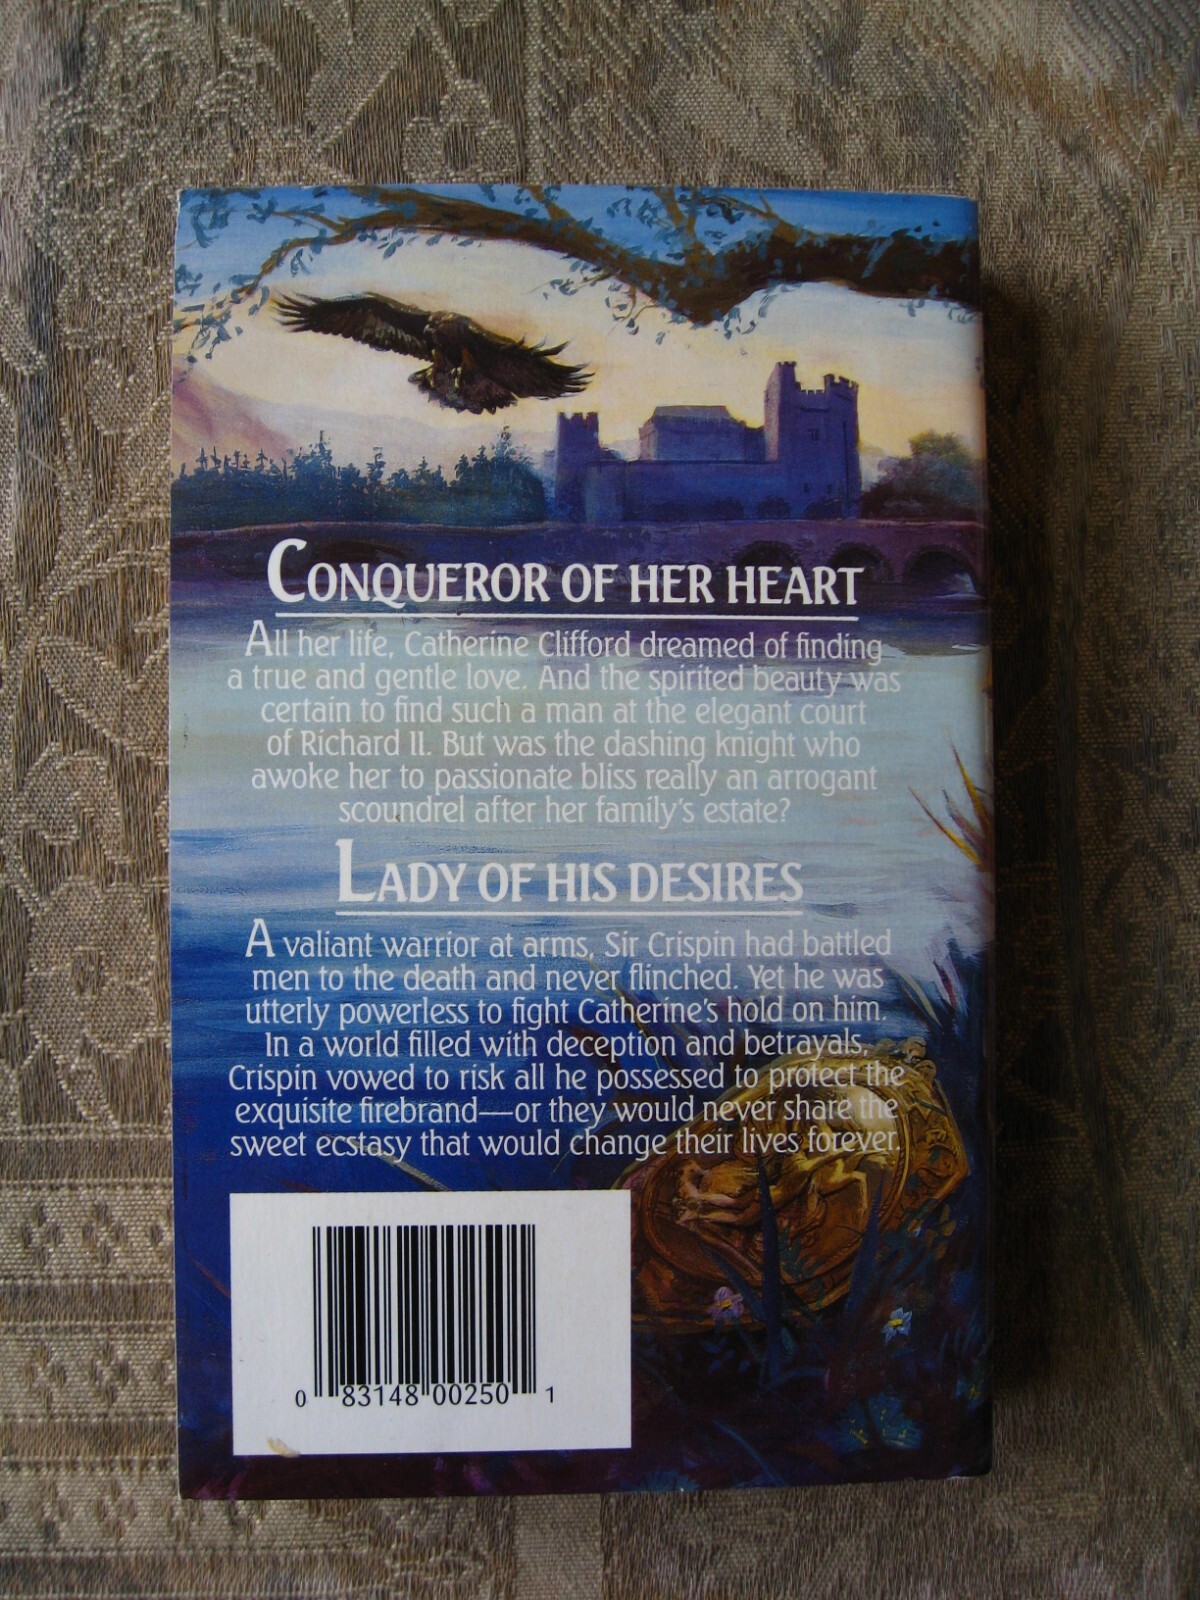 CONQUEROR OF HER HEART
All her life, Catherine Clifford dreamed of finding
a true and gentle love. And the spirited beauty was
certain to find such a man at the elegant court
of Richard II. But was the dashing knight who
awoke her to passionate bliss really an arrogant
scoundrel after her family's estate?
LADY OF HIS DESIRES
A valiant warrior at arms, Sir Crispin had battled
men to the death and never flinched. Yet he was
utterly powerless to fight Catherine's hold on him.
In a world filled with deception and betrayals,
Crispin vowed to risk all he possessed to protect the
exquisite firebrand—or they would never share the
sweet ecstasy that would change their lives forever.
0 83148 00250 1